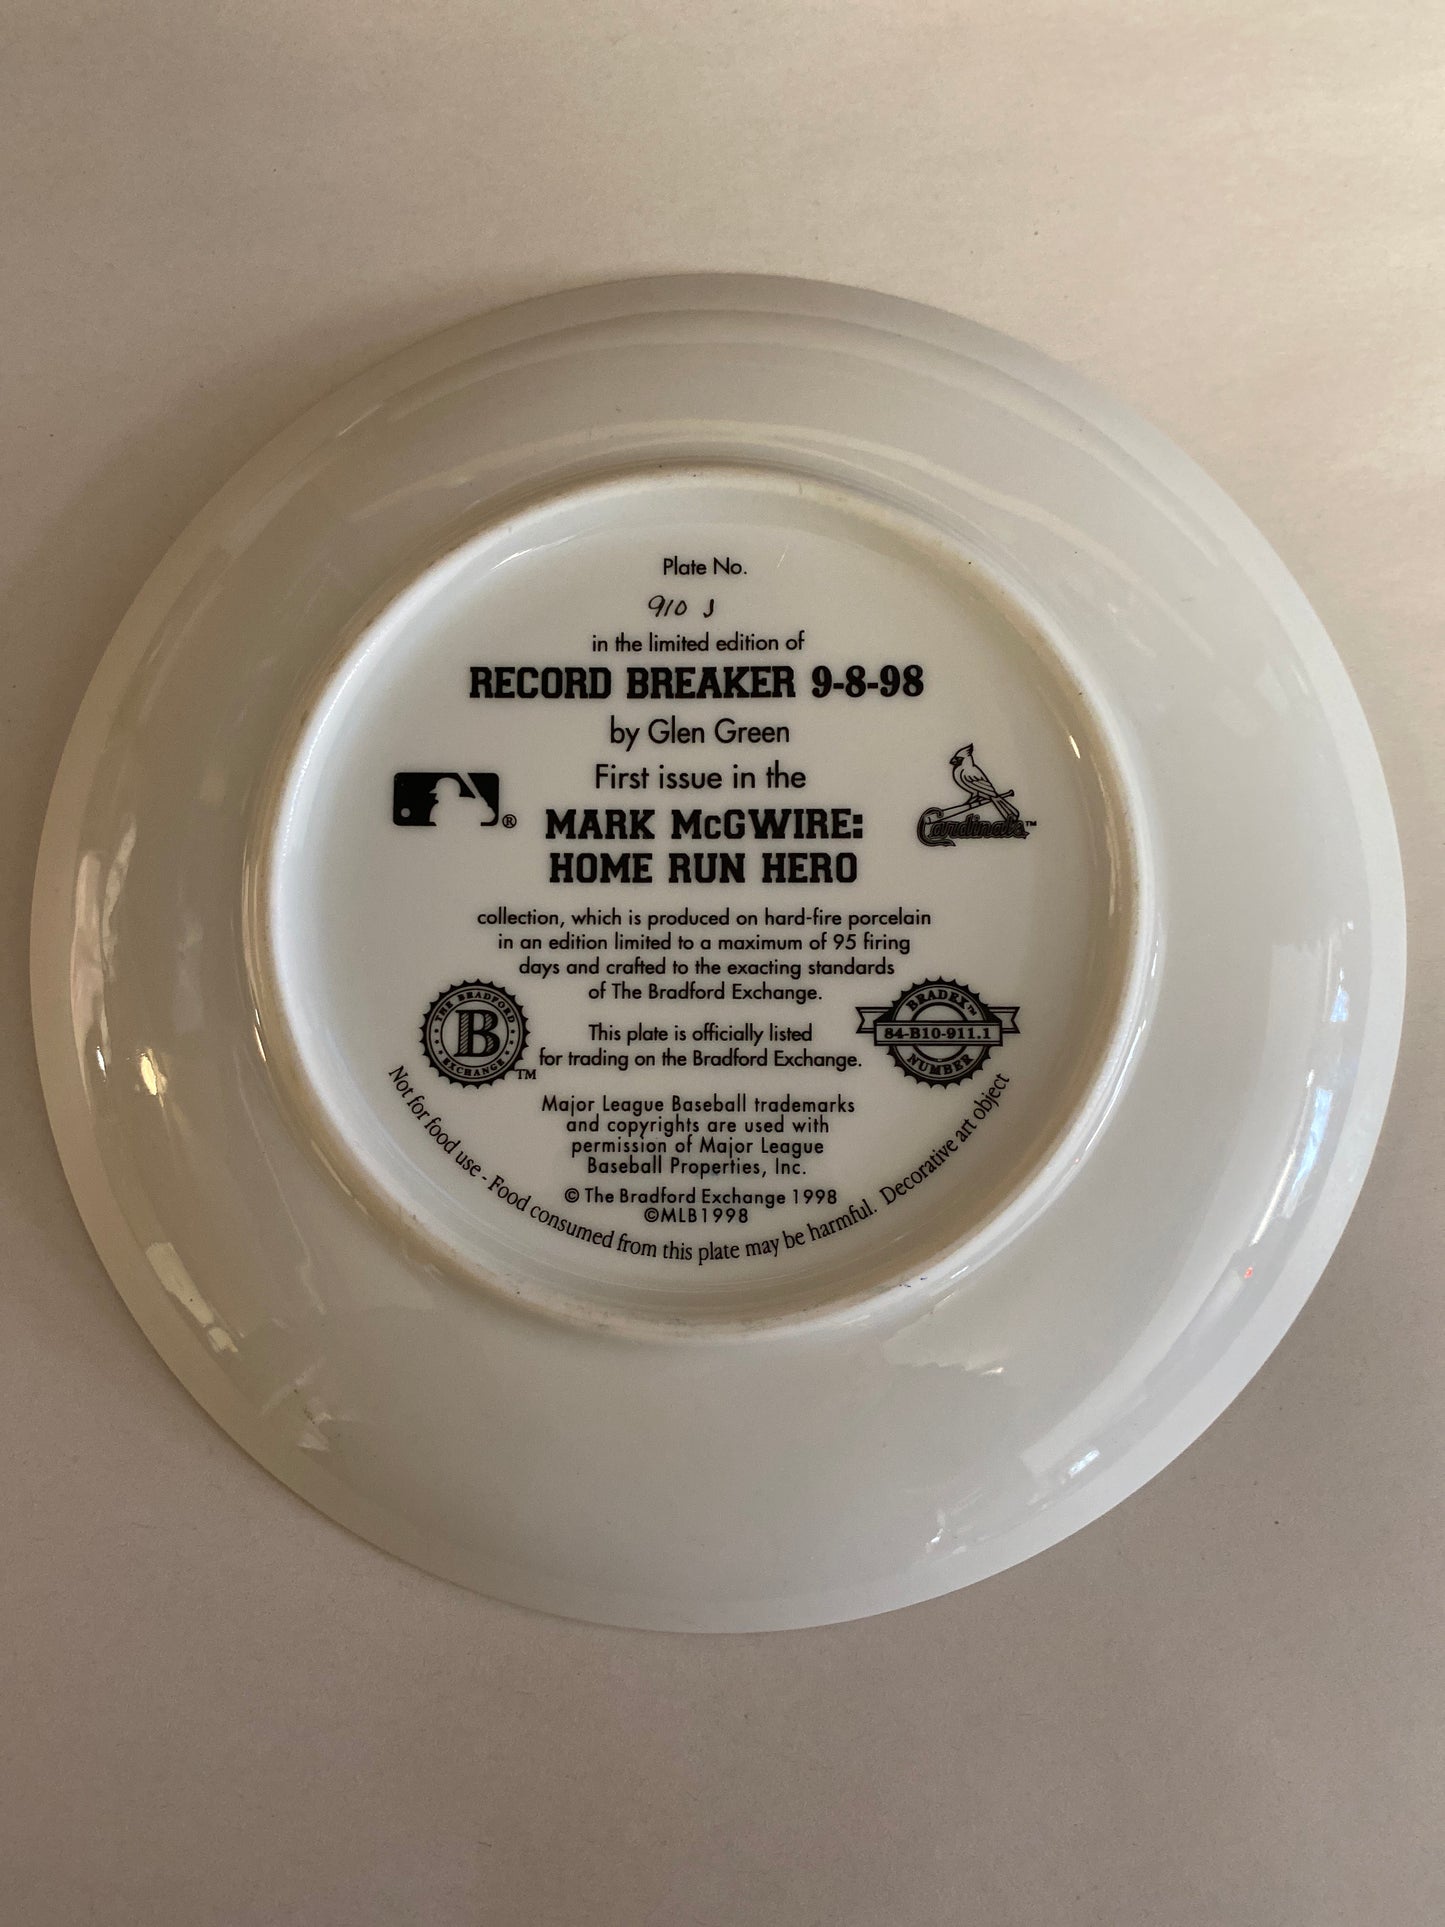 Plate No.
910 J
in the limited edition of
RECORD BREAKER 9-8-98
by Glen Green
First issue in the
MARK McGWIRE:
HOME RUN HERO
®
Cardinals™
collection, which is produced on hard-fire porcelain
in an edition limited to a maximum of 95 firing
days and crafted to the exacting standards
of The Bradford Exchange.
THE BRADFORD
B
EXCHANGE
TM
BRADEX™
84-B10-911.1
NUMBER
This plate is officially listed
for trading on the Bradford Exchange.
Major League Baseball trademarks
and copyrights are used with
permission of Major League
Baseball Properties, Inc.
© The Bradford Exchange 1998
©MLB1998
Not for food use - Food consumed from this plate may be harmful. Decorative art object